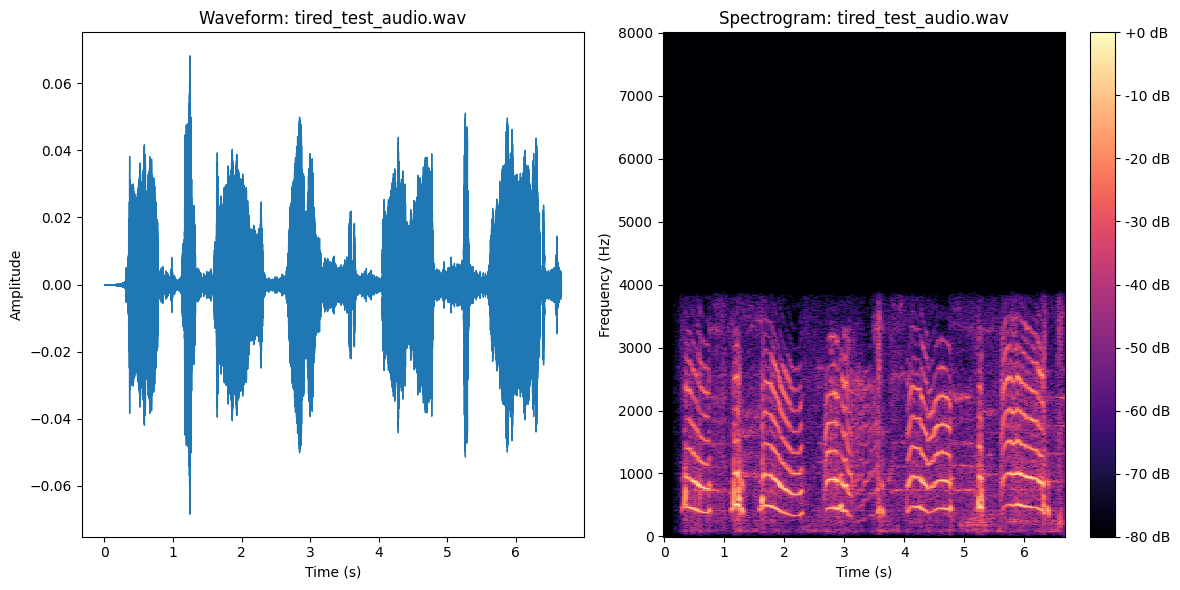 Waveform: tired_test_audio.wav
Amplitude
0.06
0.04
0.02
0.00
−0.02
−0.04
−0.06
0 1 2 3 4 5 6
Time (s)
Spectrogram: tired_test_audio.wav
Frequency (Hz)
8000
7000
6000
5000
4000
3000
2000
1000
0
0 1 2 3 4 5 6
Time (s)
+0 dB
-10 dB
-20 dB
-30 dB
-40 dB
-50 dB
-60 dB
-70 dB
-80 dB